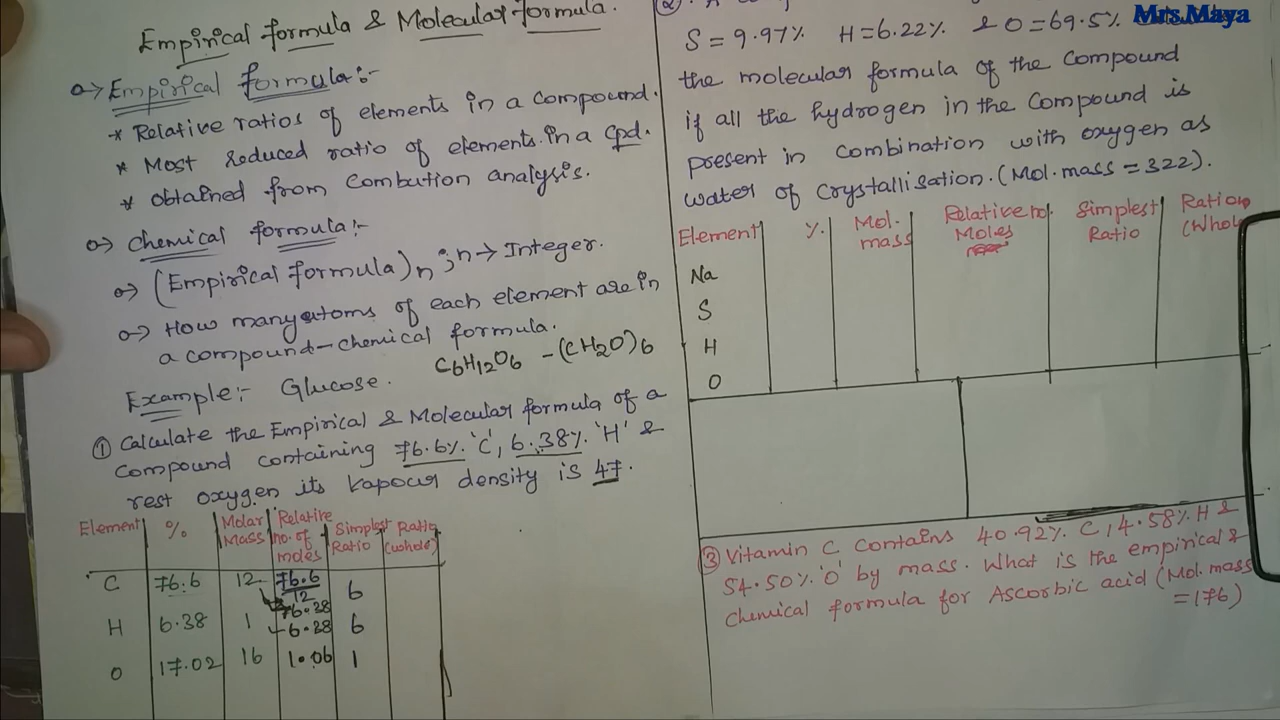 Empirical formula & Molecular formula.
Empirical formula:-
* Relative ratios of elements in a compound.
* Most reduced ratio of elements in a cpd.
* obtained from Combution analysis.
chemical formula:-
(Empirical formula)n ; n → Integer.
How many atoms of each element are in
a compound - chemical formula.
Example:- Glucose. C6H12O6 - (CH2O)6
① Calculate the Empirical & Molecular formula of a
compound containing 76.6% 'C', 6.38% 'H' &
rest oxygen its vapour density is 47.
Element % Molar Mass Relative no. of moles Simplest Ratio Ratio (whole)
C 76.6 12 76.6/12 6
6.38
H 6.38 1 6.38 6
O 17.02 16 1.06 1
Mrs.Maya
②
S = 9.97% H = 6.22% & O = 69.5%
the molecular formula of the compound
if all the hydrogen in the compound is
present in combination with oxygen as
water of crystallisation. (Mol. mass = 322).
Element % Mol. mass Relative no. Moles Simplest Ratio Ratio (Whol
Na
S
H
O
③ Vitamin C contains 40.92% C, 4.58% H &
54.50% 'O' by mass. What is the empirical &
chemical formula for Ascorbic acid (Mol. mass
= 176)